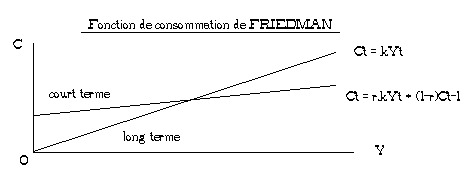 Fonction de consommation de FRIEDMAN
C
Ct = kYt
court terme
Ct = r.kYt + (1-r)Ct-1
long terme
O
Y